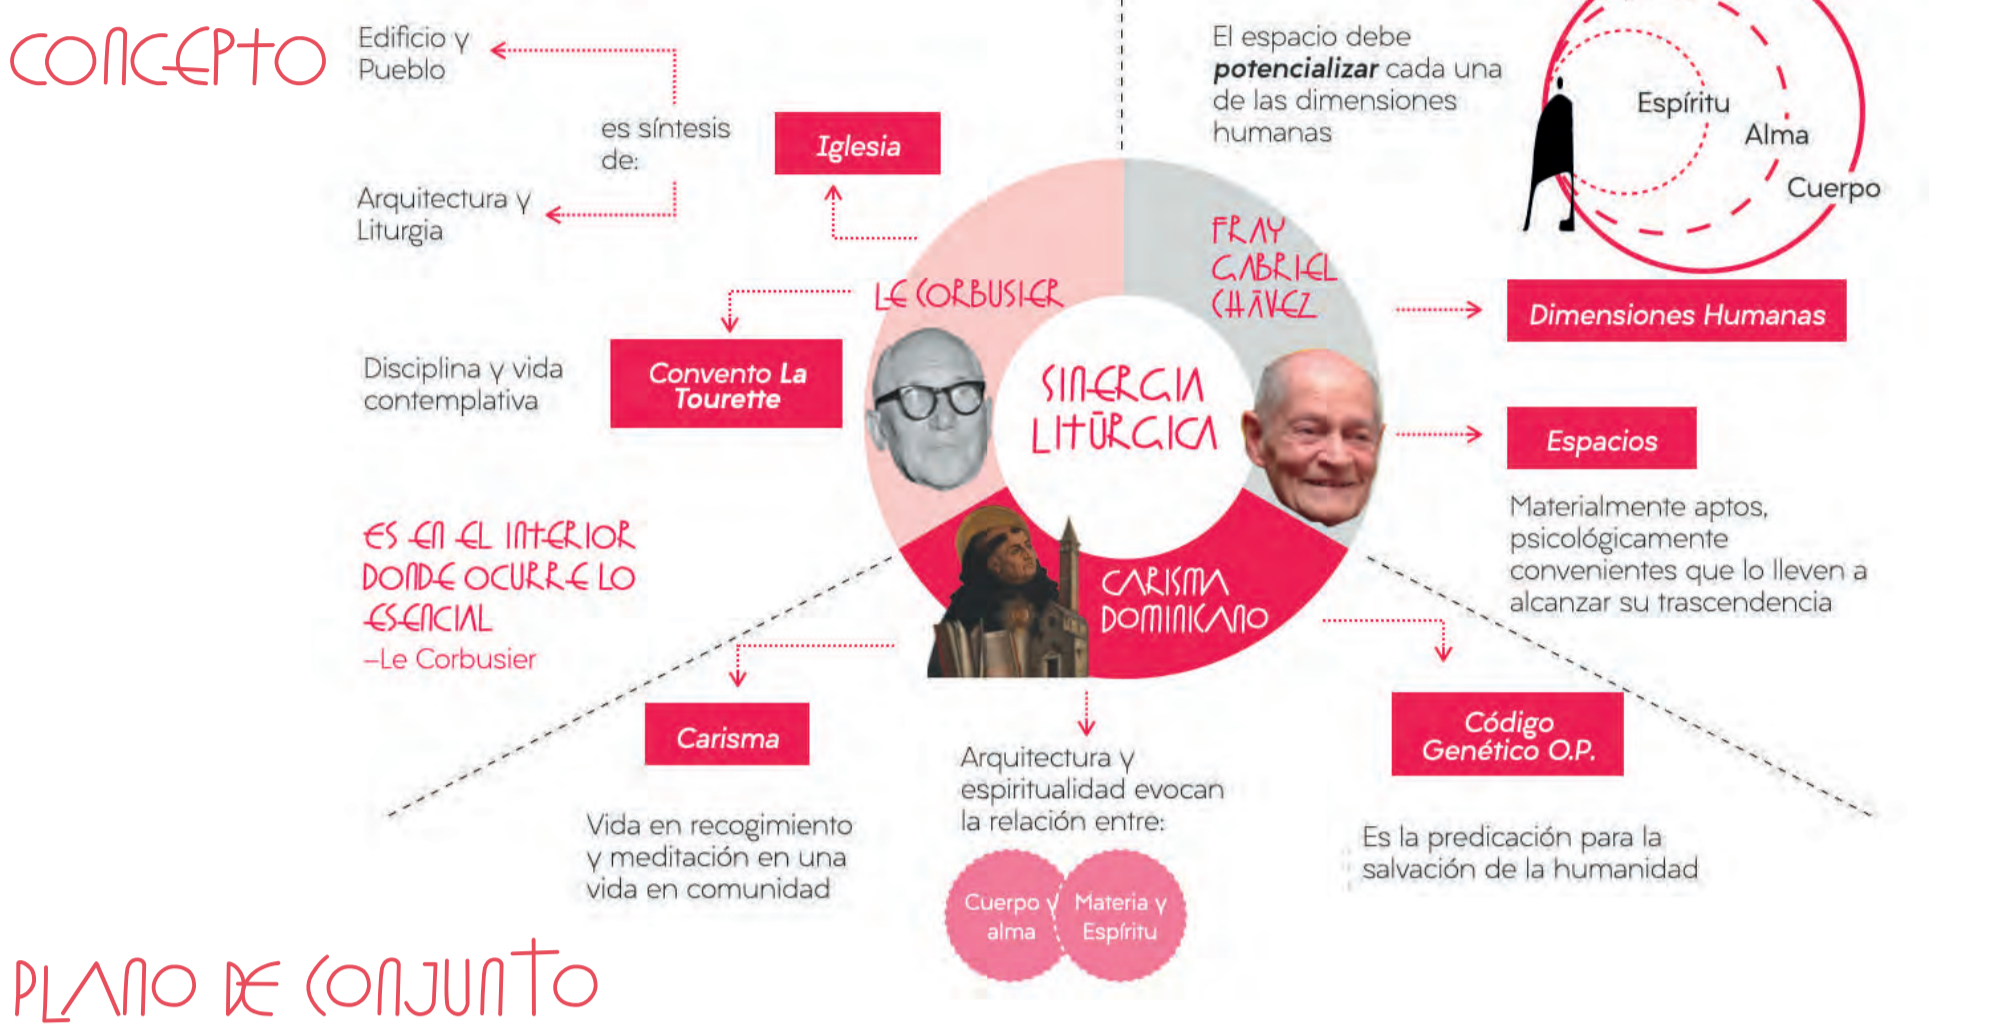 CONCEPTO
Edificio y
Pueblo
es síntesis
de:
Arquitectura y
Liturgia
Iglesia
LE CORBUSIER
Convento La
Tourette
Disciplina y vida
contemplativa
ES EN EL INTERIOR
DONDE OCURRE LO
ESENCIAL
–Le Corbusier
El espacio debe
potencializar cada una
de las dimensiones
humanas
Espíritu
Alma
Cuerpo
FRAY
GABRIEL
CHÁVEZ
Dimensiones Humanas
Espacios
Materialmente aptos,
psicológicamente
convenientes que lo lleven a
alcanzar su trascendencia
SINERGIA
LITÚRGICA
CARISMA
DOMINICANO
Carisma
Vida en recogimiento
y meditación en una
vida en comunidad
Arquitectura y
espiritualidad evocan
la relación entre:
Cuerpo y
alma
Materia y
Espíritu
Código
Genético O.P.
Es la predicación para la
salvación de la humanidad
PLANO DE CONJUNTO